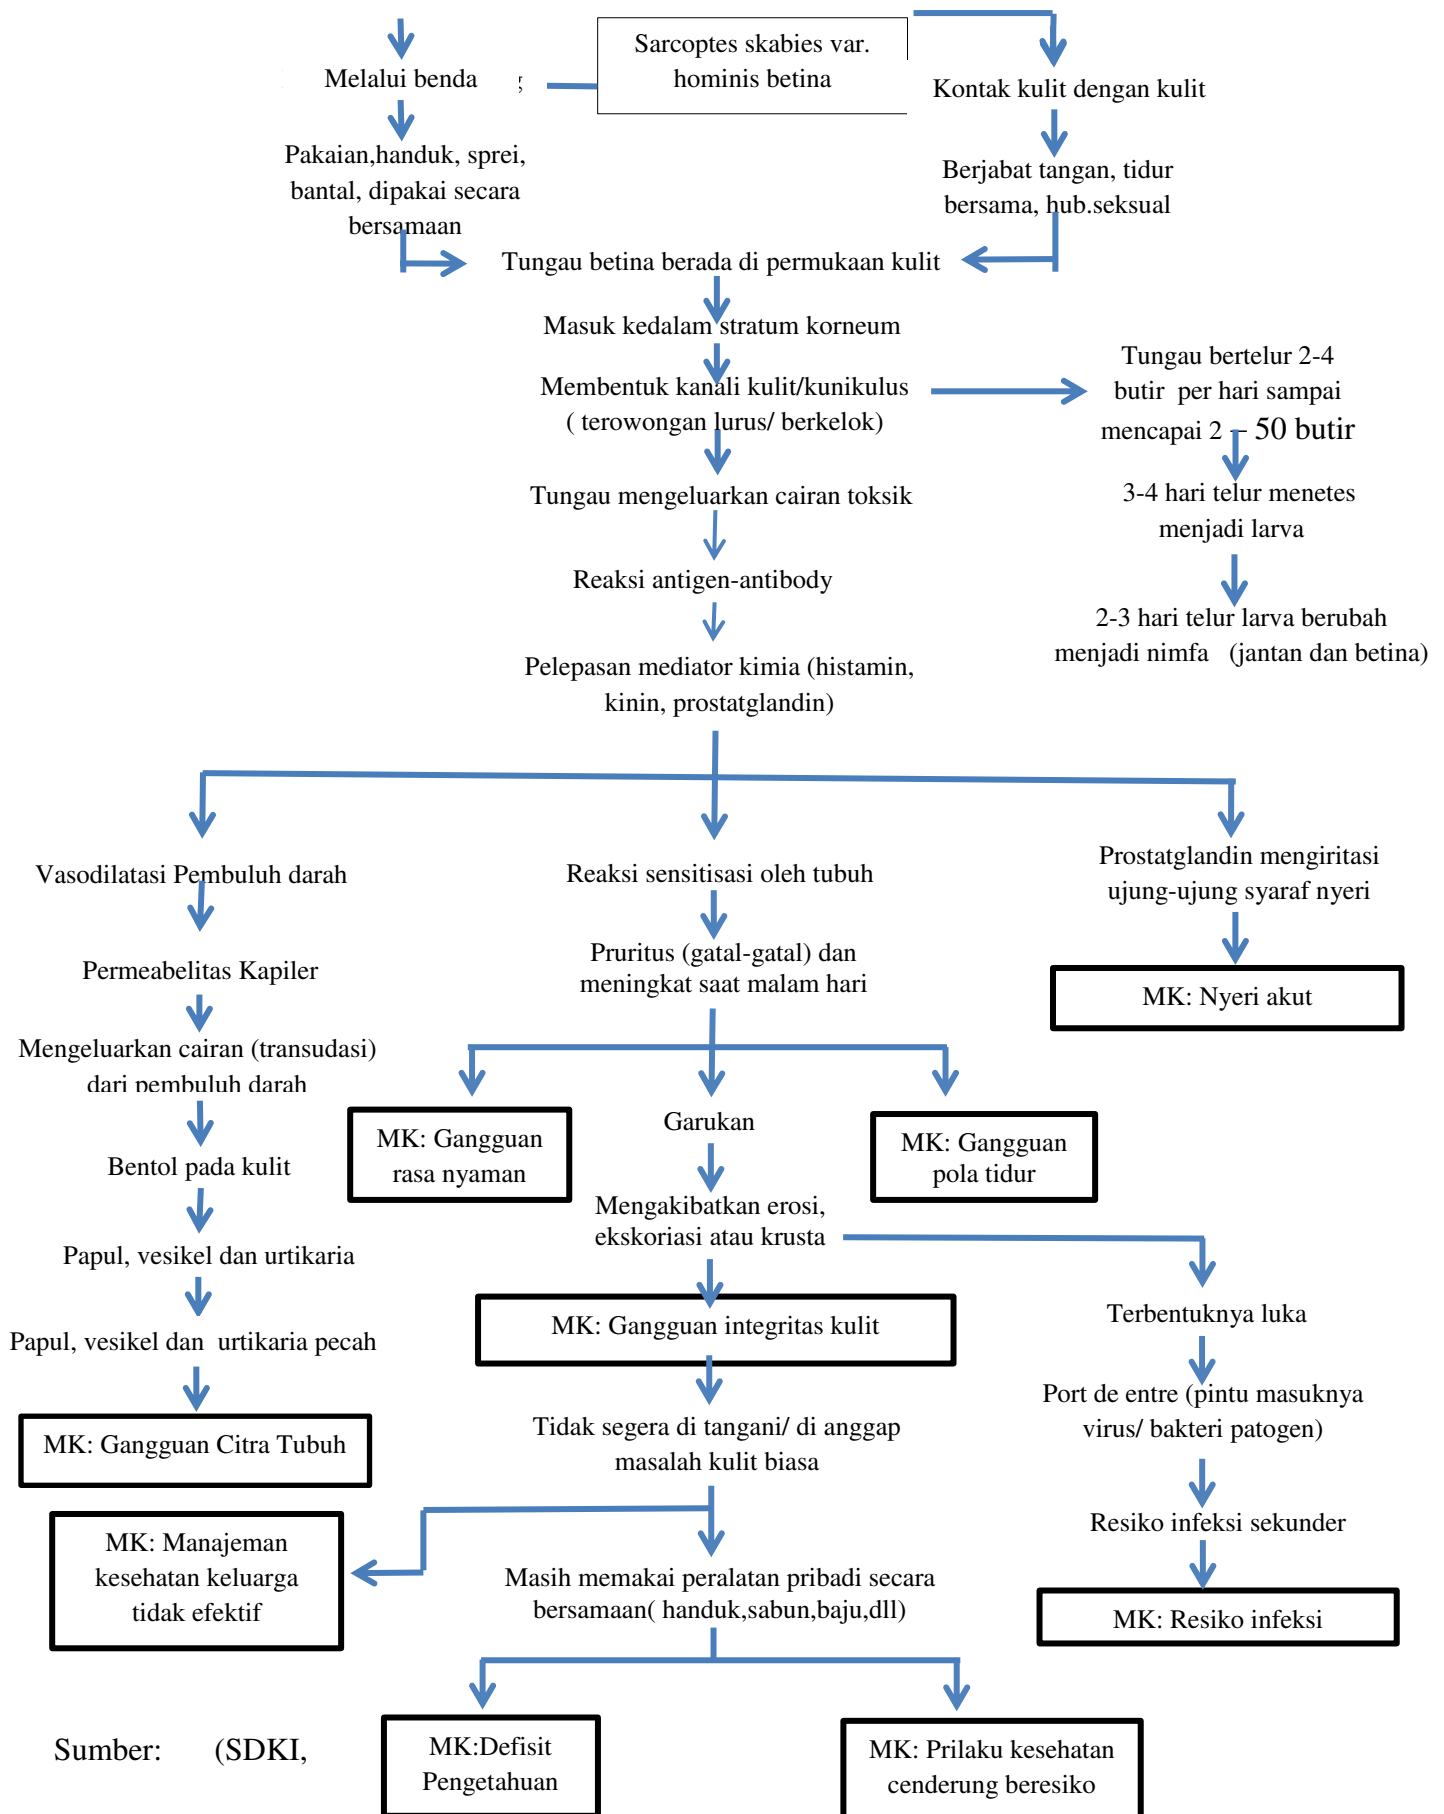 Sarcoptes skabies var.
hominis betina
Melalui benda
Kontak kulit dengan kulit
Pakaian,handuk, sprei,
bantal, dipakai secara
bersamaan
Berjabat tangan, tidur
bersama, hub.seksual
Tungau betina berada di permukaan kulit
Masuk kedalam stratum korneum
Membentuk kanali kulit/kunikulus
( terowongan lurus/ berkelok)
Tungau bertelur 2-4
butir per hari sampai
mencapai 2 – 50 butir
Tungau mengeluarkan cairan toksik
3-4 hari telur menetes
menjadi larva
Reaksi antigen-antibody
2-3 hari telur larva berubah
menjadi nimfa (jantan dan betina)
Pelepasan mediator kimia (histamin,
kinin, prostatglandin)
Vasodilatasi Pembuluh darah
Reaksi sensitisasi oleh tubuh
Prostatglandin mengiritasi
ujung-ujung syaraf nyeri
Permeabelitas Kapiler
Pruritus (gatal-gatal) dan
meningkat saat malam hari
MK: Nyeri akut
Mengeluarkan cairan (transudasi)
dari pembuluh darah
MK: Gangguan
rasa nyaman
Garukan
MK: Gangguan
pola tidur
Bentol pada kulit
Mengakibatkan erosi,
ekskoriasi atau krusta
Papul, vesikel dan urtikaria
Terbentuknya luka
MK: Gangguan integritas kulit
Papul, vesikel dan urtikaria pecah
Port de entre (pintu masuknya
virus/ bakteri patogen)
MK: Gangguan Citra Tubuh
Tidak segera di tangani/ di anggap
masalah kulit biasa
Resiko infeksi sekunder
MK: Manajeman
kesehatan keluarga
tidak efektif
Masih memakai peralatan pribadi secara
bersamaan( handuk,sabun,baju,dll)
MK: Resiko infeksi
Sumber: (SDKI,
MK:Defisit
Pengetahuan
MK: Prilaku kesehatan
cenderung beresiko